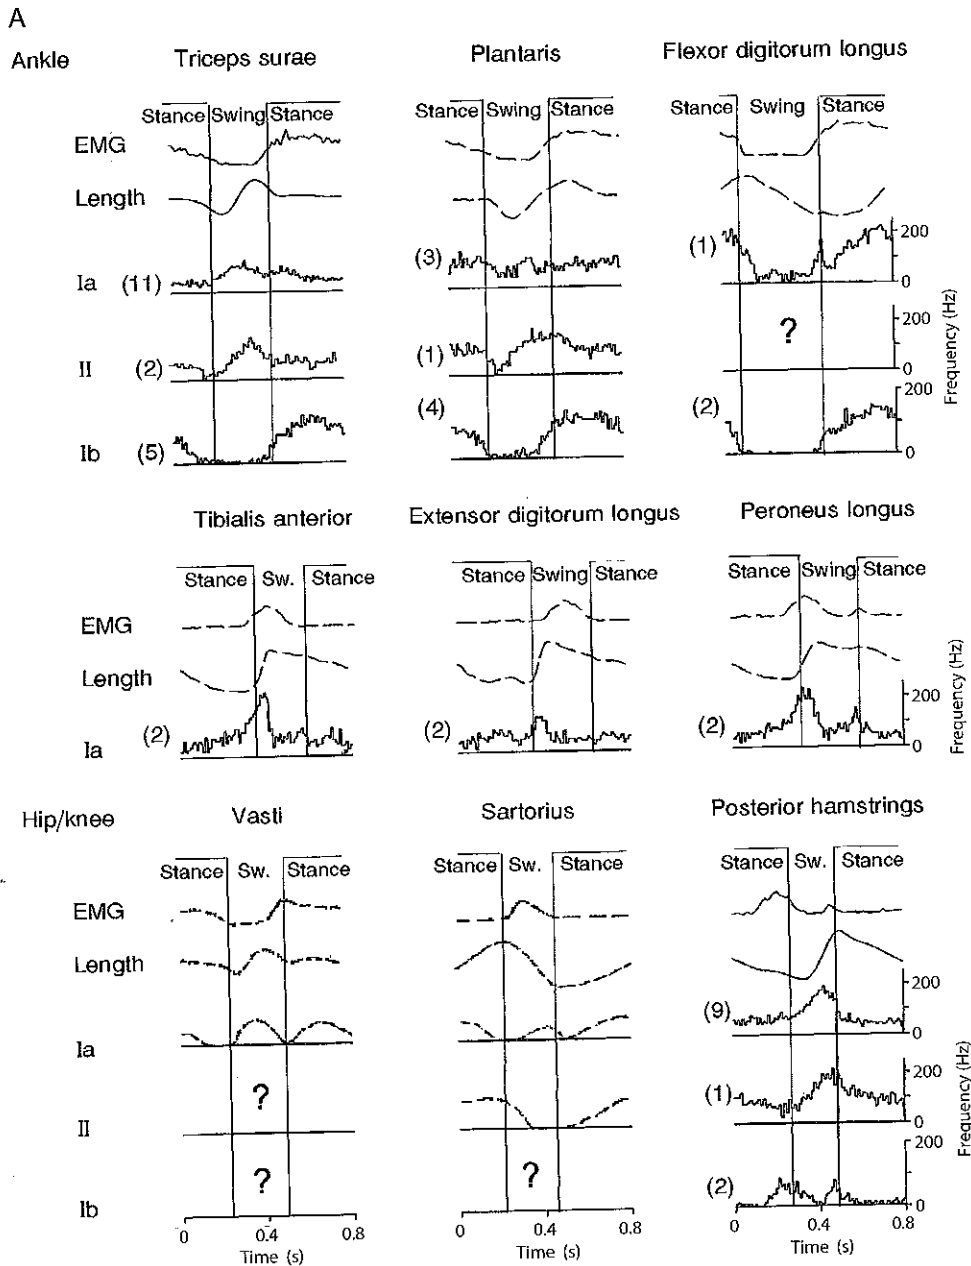 A
Ankle
Triceps surae
Plantaris
Flexor digitorum longus
Stance Swing Stance
Stance Swing Stance
Stance Swing Stance
EMG
Length
Ia (11)
(3)
(1)
200
0
II (2)
(1)
?
200
0
Ib (5)
(4)
(2)
200
0
Frequency (Hz)
Tibialis anterior
Extensor digitorum longus
Peroneus longus
Stance Sw. Stance
Stance Swing Stance
Stance Swing Stance
EMG
Length
Ia (2)
(2)
(2)
200
0
Frequency (Hz)
Hip/knee
Vasti
Sartorius
Posterior hamstrings
Stance Sw. Stance
Stance Sw. Stance
Stance Sw. Stance
EMG
Length
Ia
(9)
200
0
II
?
(1)
200
0
Ib
?
?
(2)
200
0
Frequency (Hz)
0 0.4 0.8
Time (s)
0 0.4 0.8
Time (s)
0 0.4 0.8
Time (s)